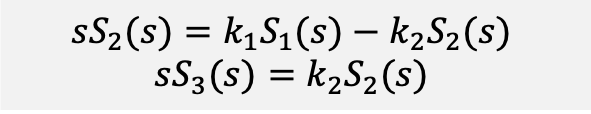 sS₂(s) = k₁S₁(s) − k₂S₂(s)
sS₃(s) = k₂S₂(s)